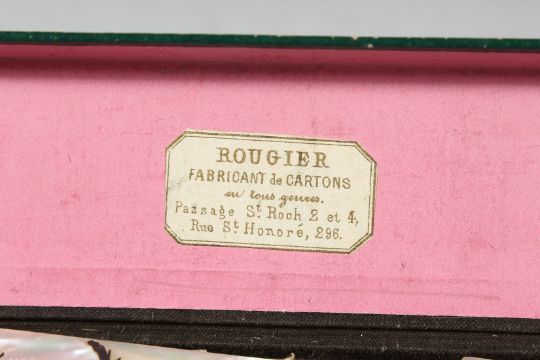 ROUGIER
FABRICANT de CARTONS
en tous genres.
Passage St. Roch 2 et 4,
Rue St Honoré, 296.